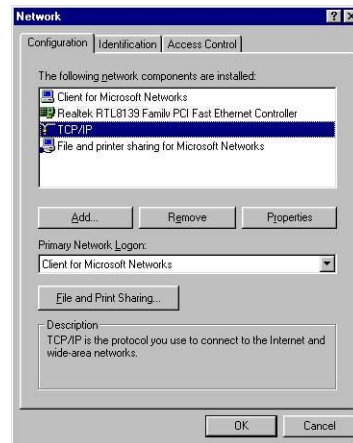 Network
Configuration Identification Access Control
The following network components are installed:
Client for Microsoft Networks
Realtek RTL8139 Family PCI Fast Ethernet Controller
TCP/IP
File and printer sharing for Microsoft Networks
Add... Remove Properties
Primary Network Logon:
Client for Microsoft Networks
File and Print Sharing...
Description
TCP/IP is the protocol you use to connect to the Internet and
wide-area networks.
OK Cancel